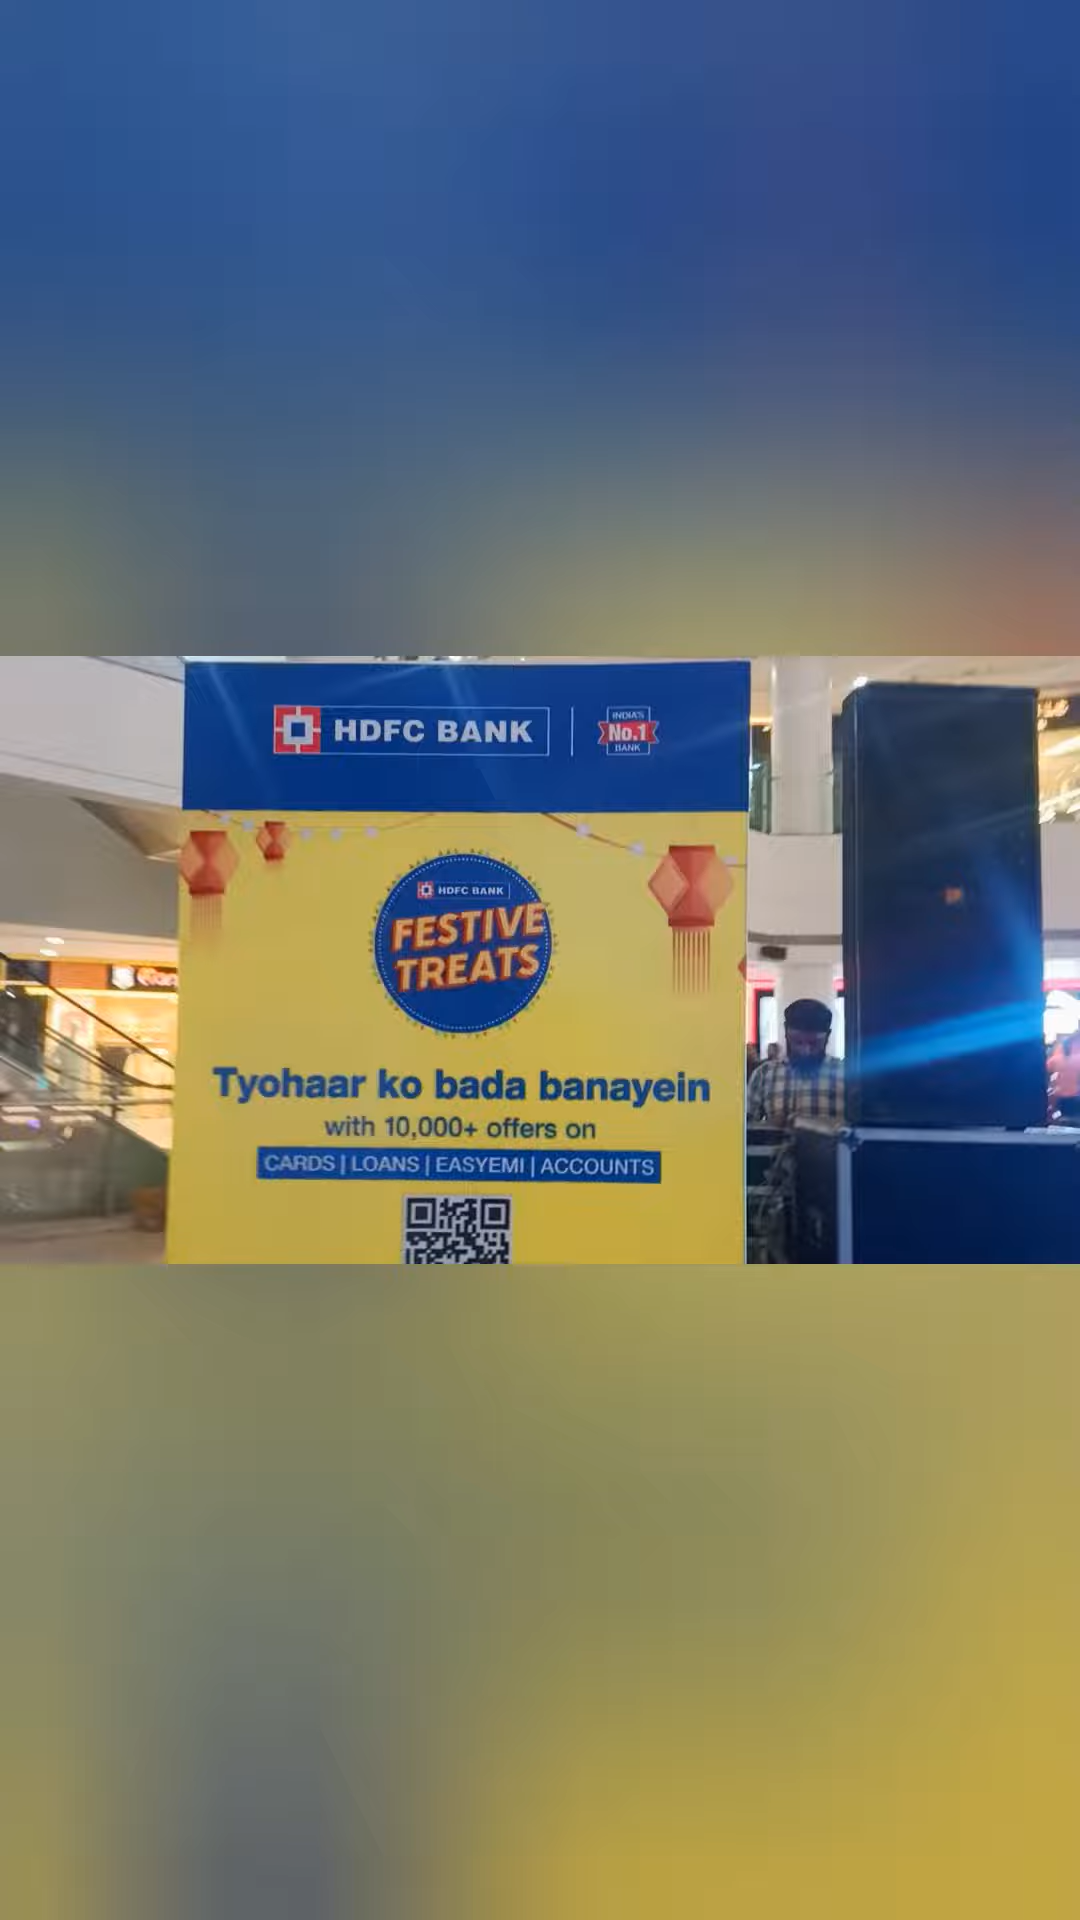 HDFC BANK
INDIA'S
No.1
BANK
HDFC BANK
FESTIVE
TREATS
Tyohaar ko bada banayein
with 10,000+ offers on
CARDS | LOANS | EASYEMI | ACCOUNTS